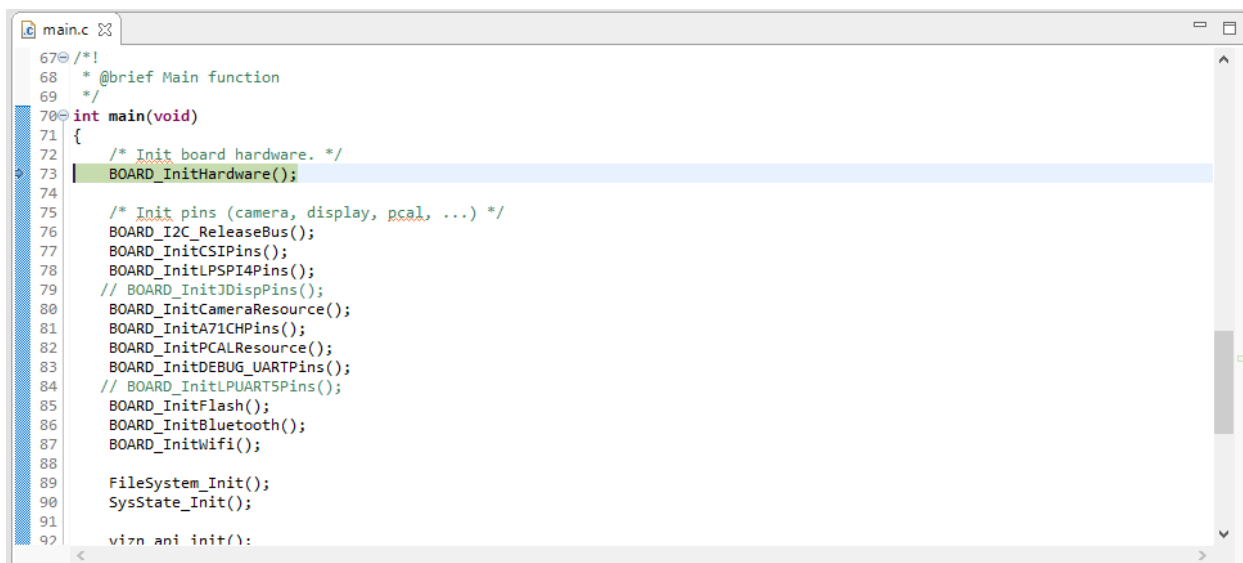 main.c
67 /*!
68  * @brief Main function
69  */
70 int main(void)
71 {
72     /* Init board hardware. */
73     BOARD_InitHardware();
74
75     /* Init pins (camera, display, pcal, ...) */
76     BOARD_I2C_ReleaseBus();
77     BOARD_InitCSIPins();
78     BOARD_InitLPSPI4Pins();
79    // BOARD_InitJDispPins();
80     BOARD_InitCameraResource();
81     BOARD_InitA71CHPins();
82     BOARD_InitPCALResource();
83     BOARD_InitDEBUG_UARTPins();
84    // BOARD_InitLPUART5Pins();
85     BOARD_InitFlash();
86     BOARD_InitBluetooth();
87     BOARD_InitWifi();
88
89     FileSystem_Init();
90     SysState_Init();
91
92     vizn_api_init();